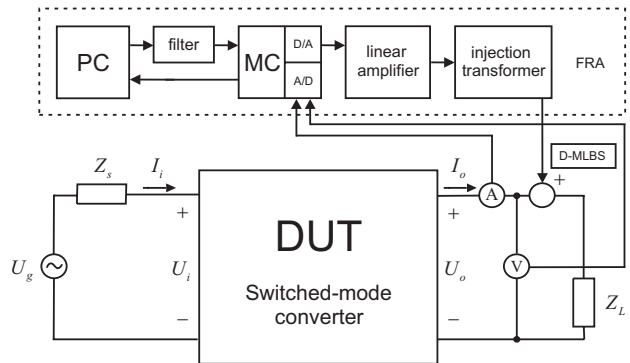 PC
filter
MC
D/A
A/D
linear
amplifier
injection
transformer
FRA
D-MLBS
+
Z_s
I_i
I_o
A
+
+
U_g
U_i
DUT
Switched-mode
converter
U_o
V
Z_L
−
−